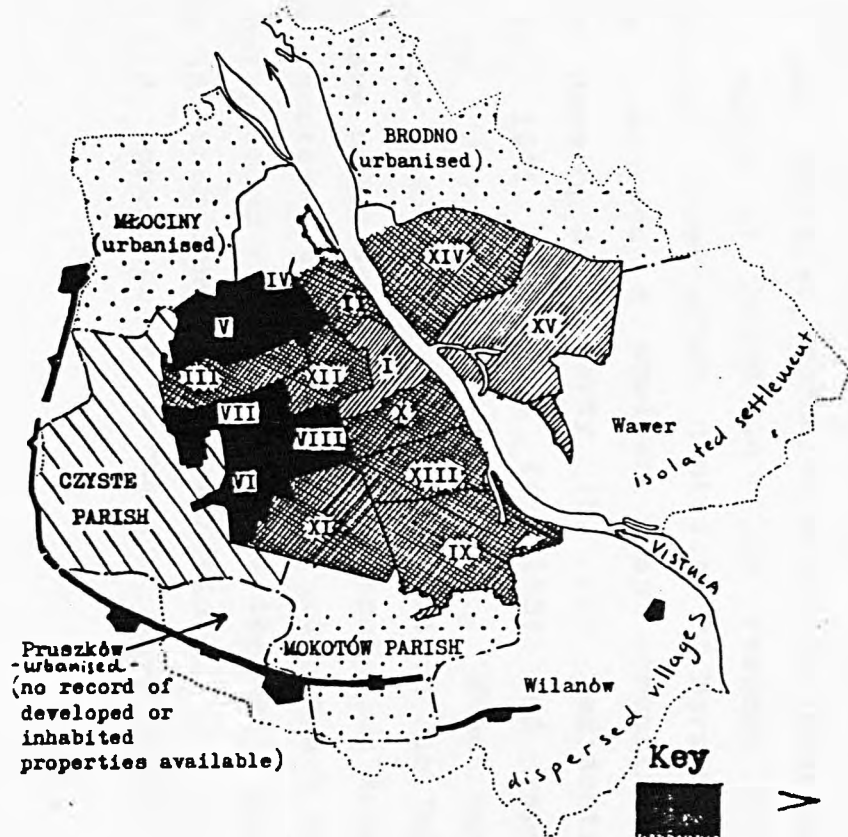 BRODNO
(urbanised)
MŁOCINY
(urbanised)
XIV
IV
II
V
XV
I
III
XII
VII
X
VIII
Wawer
isolated settlement
CZYSTE
PARISH
VI
XIII
XI
IX
VISTULA
Pruszków
-urbanised-
(no record of
developed or
inhabited
properties available)
MOKOTÓW PARISH
Wilanów
dispersed villages
Key
>